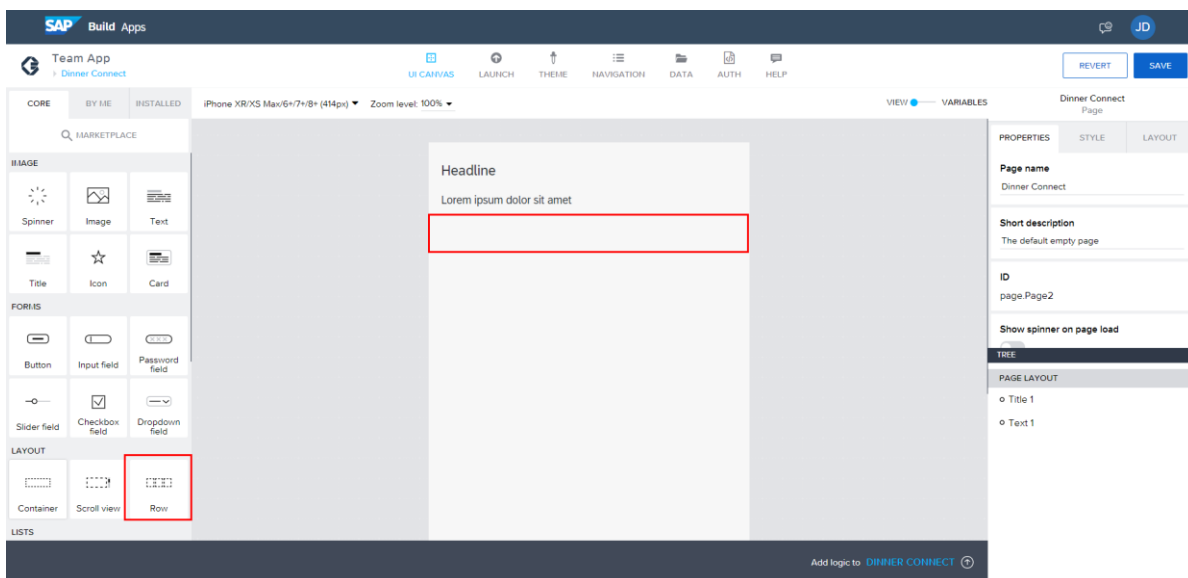 SAP Build Apps JD
Team App
Dinner Connect
UI CANVAS LAUNCH THEME NAVIGATION DATA AUTH HELP
REVERT SAVE
CORE BY ME INSTALLED
iPhone XR/XS Max/6+/7+/8+ (414px) Zoom level: 100%
VIEW VARIABLES
MARKETPLACE
IMAGE
Spinner Image Text
Title Icon Card
FORMS
Button Input field Password field
Slider field Checkbox field Dropdown field
LAYOUT
Container Scroll view Row
LISTS
Headline
Lorem ipsum dolor sit amet
Dinner Connect
Page
PROPERTIES STYLE LAYOUT
Page name
Dinner Connect
Short description
The default empty page
ID
page.Page2
Show spinner on page load
TREE
PAGE LAYOUT
Title 1
Text 1
Add logic to DINNER CONNECT